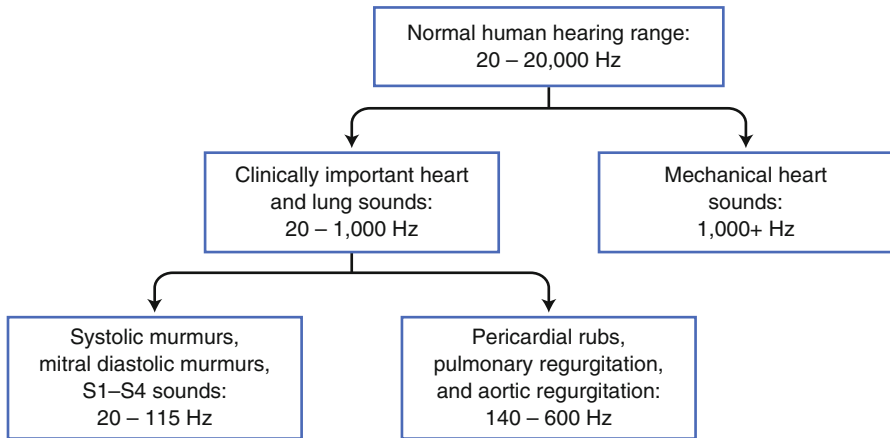 Normal human hearing range:
20 – 20,000 Hz
Clinically important heart
and lung sounds:
20 – 1,000 Hz
Mechanical heart
sounds:
1,000+ Hz
Systolic murmurs,
mitral diastolic murmurs,
S1–S4 sounds:
20 – 115 Hz
Pericardial rubs,
pulmonary regurgitation,
and aortic regurgitation:
140 – 600 Hz